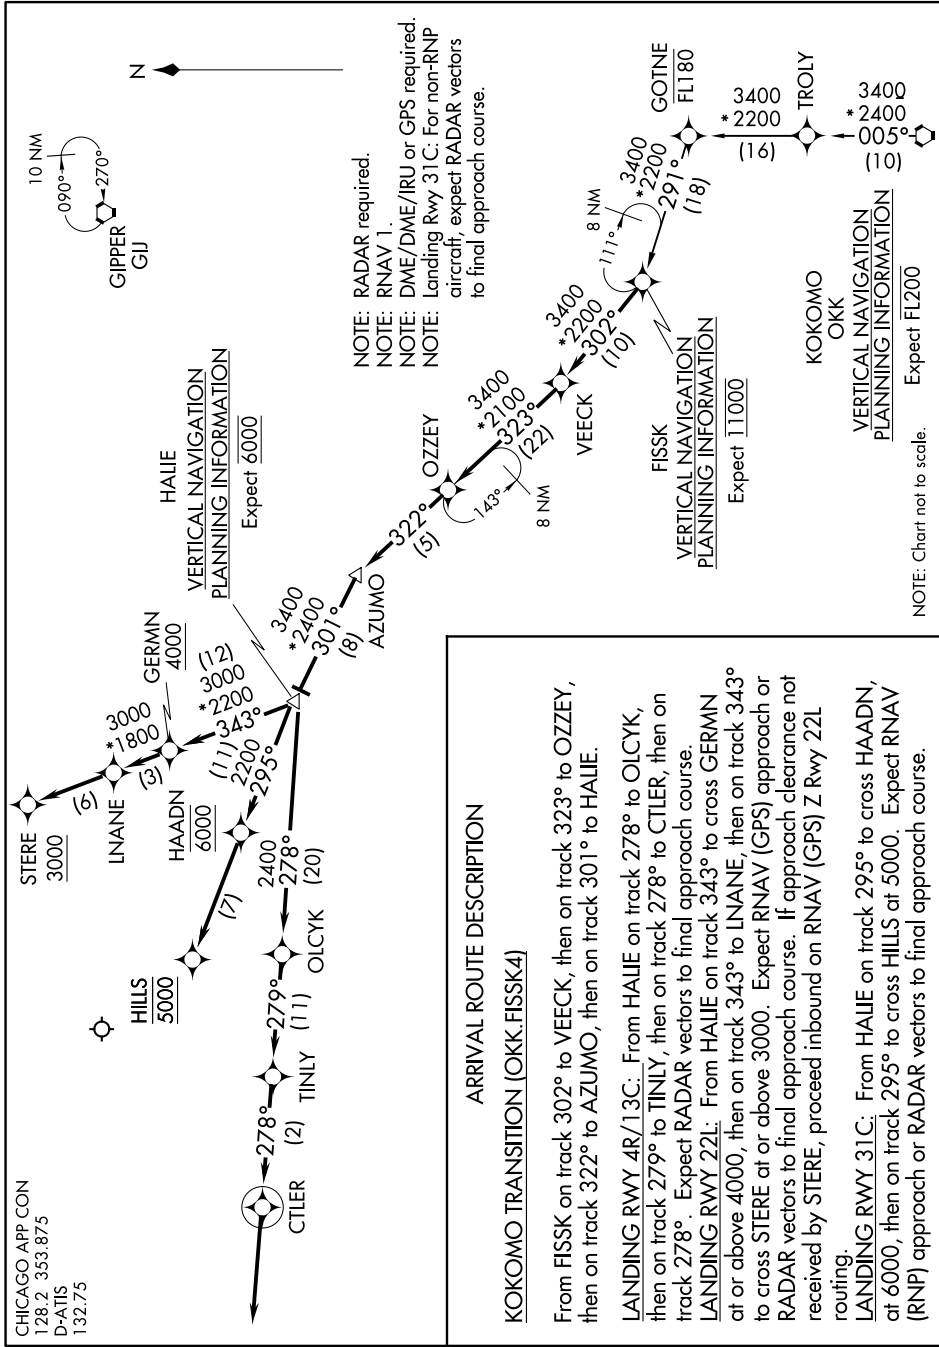 CHICAGO APP CON
128.2 353.875
D-ATIS
132.75
10 NM
090°
270°
GIPPER
GIJ
N
NOTE: RADAR required.
NOTE: RNAV 1.
NOTE: DME/DME/IRU or GPS required.
NOTE: Landing Rwy 31C: For non-RNP
aircraft, expect RADAR vectors
to final approach course.
STERE
3000
(6)
LNANE
3000
*1800
(3)
GERMN
4000
(12)
3000
*2200
343°
HALIE
VERTICAL NAVIGATION
PLANNING INFORMATION
Expect 6000
HILLS
5000
(7)
HAADN
6000
(11)
2200
295°
CTLER
278°
(2)
TINLY
279°
(11)
OLCYK
2400
278°
(20)
3400
*2400
301°
(8)
AZUMO
322°
(5)
OZZEY
143°
8 NM
3400
*2100
323°
(22)
VEECK
3400
*2200
302°
(10)
FISSK
VERTICAL NAVIGATION
PLANNING INFORMATION
Expect 11000
8 NM
111°
3400
*2200
291°
(18)
GOTNE
FL180
3400
*2200
(16)
TROLY
3400
*2400
005°
(10)
KOKOMO
OKK
VERTICAL NAVIGATION
PLANNING INFORMATION
Expect FL200
NOTE: Chart not to scale.
ARRIVAL ROUTE DESCRIPTION
KOKOMO TRANSITION (OKK.FISSK4)
From FISSK on track 302° to VEECK, then on track 323° to OZZEY,
then on track 322° to AZUMO, then on track 301° to HALIE.
LANDING RWY 4R/13C: From HALIE on track 278° to OLCYK,
then on track 279° to TINLY, then on track 278° to CTLER, then on
track 278°. Expect RADAR vectors to final approach course.
LANDING RWY 22L: From HALIE on track 343° to cross GERMN
at or above 4000, then on track 343° to LNANE, then on track 343°
to cross STERE at or above 3000. Expect RNAV (GPS) approach or
RADAR vectors to final approach course. If approach clearance not
received by STERE, proceed inbound on RNAV (GPS) Z Rwy 22L
routing.
LANDING RWY 31C: From HALIE on track 295° to cross HAADN,
at 6000, then on track 295° to cross HILLS at 5000. Expect RNAV
(RNP) approach or RADAR vectors to final approach course.